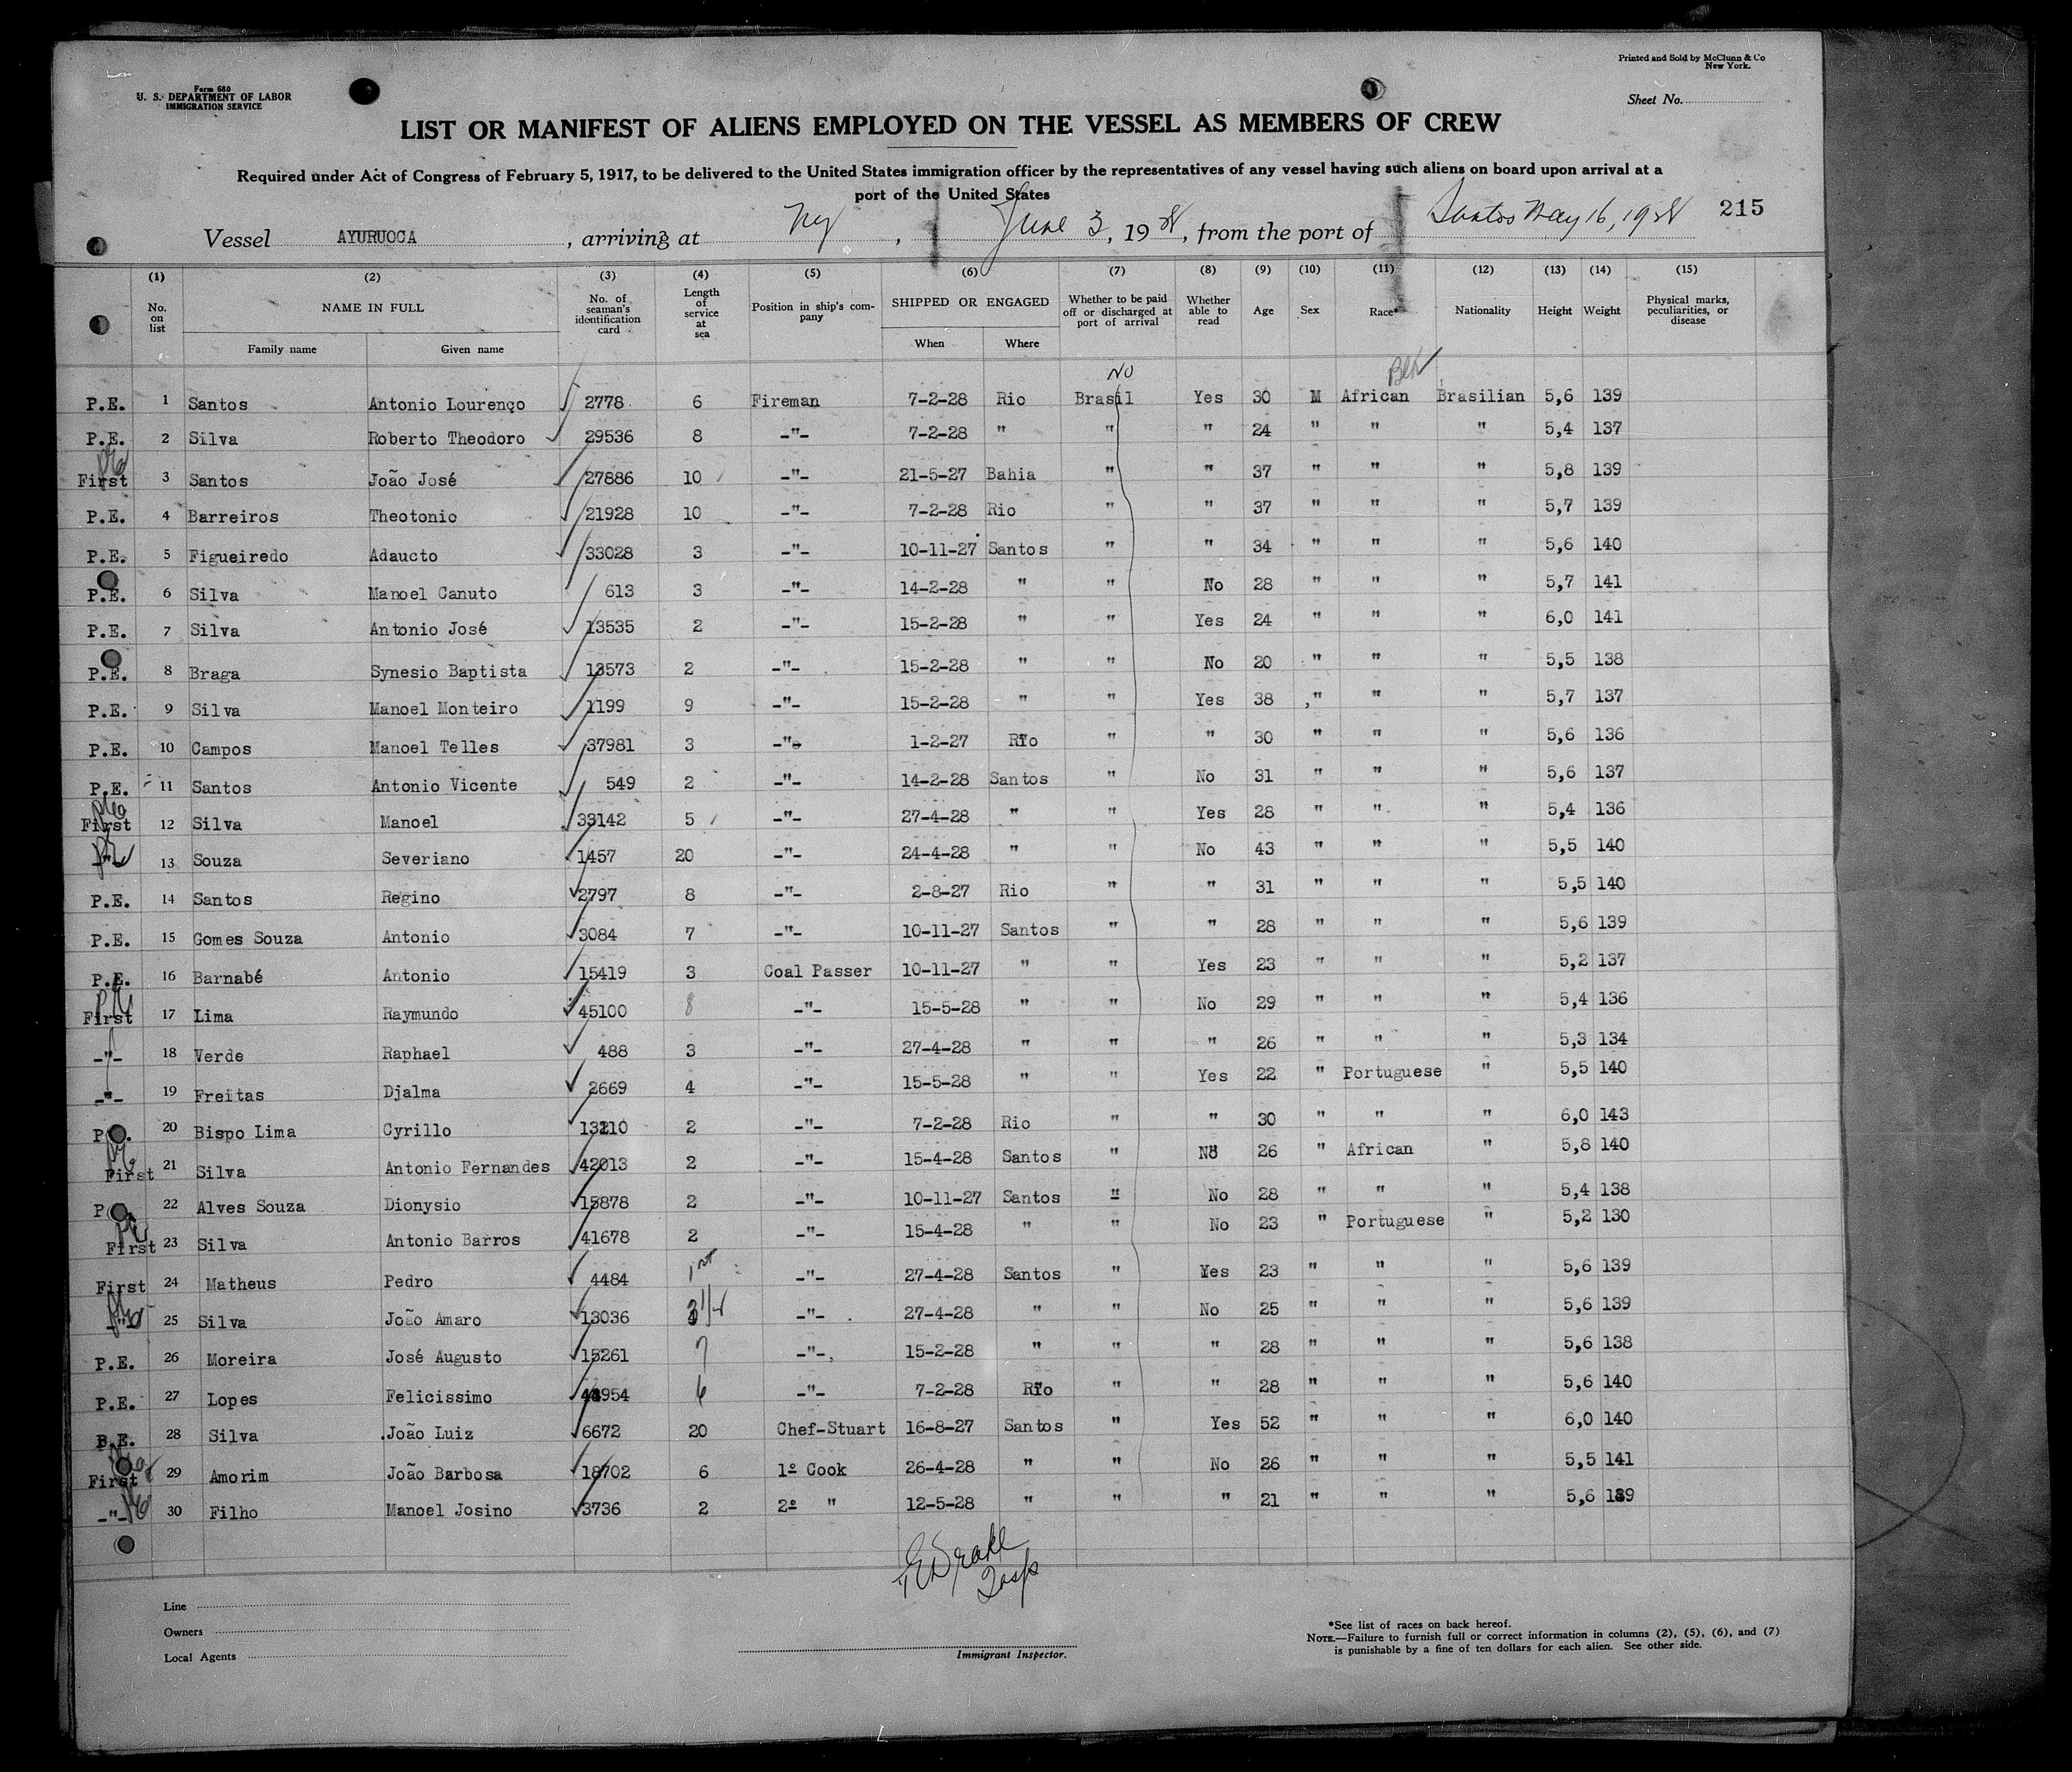 Form 680
U. S. DEPARTMENT OF LABOR
IMMIGRATION SERVICE
Printed and Sold by McClunn & Co
New York.
Sheet No.
LIST OR MANIFEST OF ALIENS EMPLOYED ON THE VESSEL AS MEMBERS OF CREW
Required under Act of Congress of February 5, 1917, to be delivered to the United States immigration officer by the representatives of any vessel having such aliens on board upon arrival at a
port of the United States
Vessel AYURUOCA, arriving at Ny, June 3, 1928, from the port of Santos May 16, 1928 215
(1) (2) (3) (4) (5) (6) (7) (8) (9) (10) (11) (12) (13) (14) (15)
No. on list NAME IN FULL Family name Given name No. of seaman's identification card Length of service at sea Position in ship's company SHIPPED OR ENGAGED When Where Whether to be paid off or discharged at port of arrival Whether able to read Age Sex Race* Nationality Height Weight Physical marks, peculiarities, or disease
NO Blk
P.E. 1 Santos Antonio Lourenço 2778 6 Fireman 7-2-28 Rio Brasil Yes 30 M African Brasilian 5,6 139
P.E. 2 Silva Roberto Theodoro 29536 8 -"- 7-2-28 " " " 24 " " " 5,4 137
First 3 Santos João José 27886 10 -"- 21-5-27 Bahia " " 37 " " " 5,8 139
P.E. 4 Barreiros Theotonio 21928 10 -"- 7-2-28 Rio " " 37 " " " 5,7 139
P.E. 5 Figueiredo Adaucto 33028 3 -"- 10-11-27 Santos " " 34 " " " 5,6 140
P.E. 6 Silva Manoel Canuto 613 3 -"- 14-2-28 " " No 28 " " " 5,7 141
P.E. 7 Silva Antonio José 13535 2 -"- 15-2-28 " " Yes 24 " " " 6,0 141
P.E. 8 Braga Synesio Baptista 13573 2 -"- 15-2-28 " " No 20 " " " 5,5 138
P.E. 9 Silva Manoel Monteiro 1199 9 -"- 15-2-28 " " Yes 38 " " " 5,7 137
P.E. 10 Campos Manoel Telles 37981 3 -"- 1-2-27 Rio " " 30 " " " 5,6 136
P.E. 11 Santos Antonio Vicente 549 2 -"- 14-2-28 Santos " No 31 " " " 5,6 137
First 12 Silva Manoel 33142 5 -"- 27-4-28 " " Yes 28 " " " 5,4 136
-"- 13 Souza Severiano 1457 20 -"- 24-4-28 " " No 43 " " " 5,5 140
P.E. 14 Santos Regino 2797 8 -"- 2-8-27 Rio " " 31 " " " 5,5 140
P.E. 15 Gomes Souza Antonio 3084 7 -"- 10-11-27 Santos " " 28 " " " 5,6 139
P.E. 16 Barnabé Antonio 15419 3 Coal Passer 10-11-27 " " Yes 23 " " " 5,2 137
First 17 Lima Raymundo 45100 8 -"- 15-5-28 " " No 29 " " " 5,4 136
-"- 18 Verde Raphael 488 3 -"- 27-4-28 " " " 26 " " " 5,3 134
-"- 19 Freitas Djalma 2669 4 -"- 15-5-28 " " Yes 22 " Portuguese " 5,5 140
20 Bispo Lima Cyrillo 2 -"- 7-2-28 Rio " " 30 " " " 6,0 143
First 21 Silva Antonio Fernandes 42013 2 -"- 15-4-28 Santos " 26 " African " 5,8 140
22 Alves Souza Dionysio 15878 2 -"- 10-11-27 Santos " No 28 " " " 5,4 138
First 23 Silva Antonio Barros 41678 2 -"- 15-4-28 " " No 23 " Portuguese " 5,2 130
First 24 Matheus Pedro 4484 1st -"- 27-4-28 Santos " Yes 23 " " " 5,6 139
-"- 25 Silva João Amaro 13036 -"- 27-4-28 " " No 25 " " " 5,6 139
P.E. 26 Moreira José Augusto 15261 7 -"- 15-2-28 " " " 28 " " " 5,6 138
P.E. 27 Lopes Felicissimo 6 -"- 7-2-28 Rio " " 28 " " " 5,6 140
P.E. 28 Silva João Luiz 6672 20 Chef-Stuart 16-8-27 Santos " Yes 52 " " " 6,0 140
First 29 Amorim João Barbosa 18702 6 1º Cook 26-4-28 " " No 26 " " " 5,5 141
-"- 30 Filho Manoel Josino 3736 2 2º " 12-5-28 " " " 21 " " " 5,6 139
Drake
Insp
Line
Owners
Local Agents
Immigrant Inspector.
*See list of races on back hereof.
NOTE.—Failure to furnish full or correct information in columns (2), (5), (6), and (7)
is punishable by a fine of ten dollars for each alien. See other side.